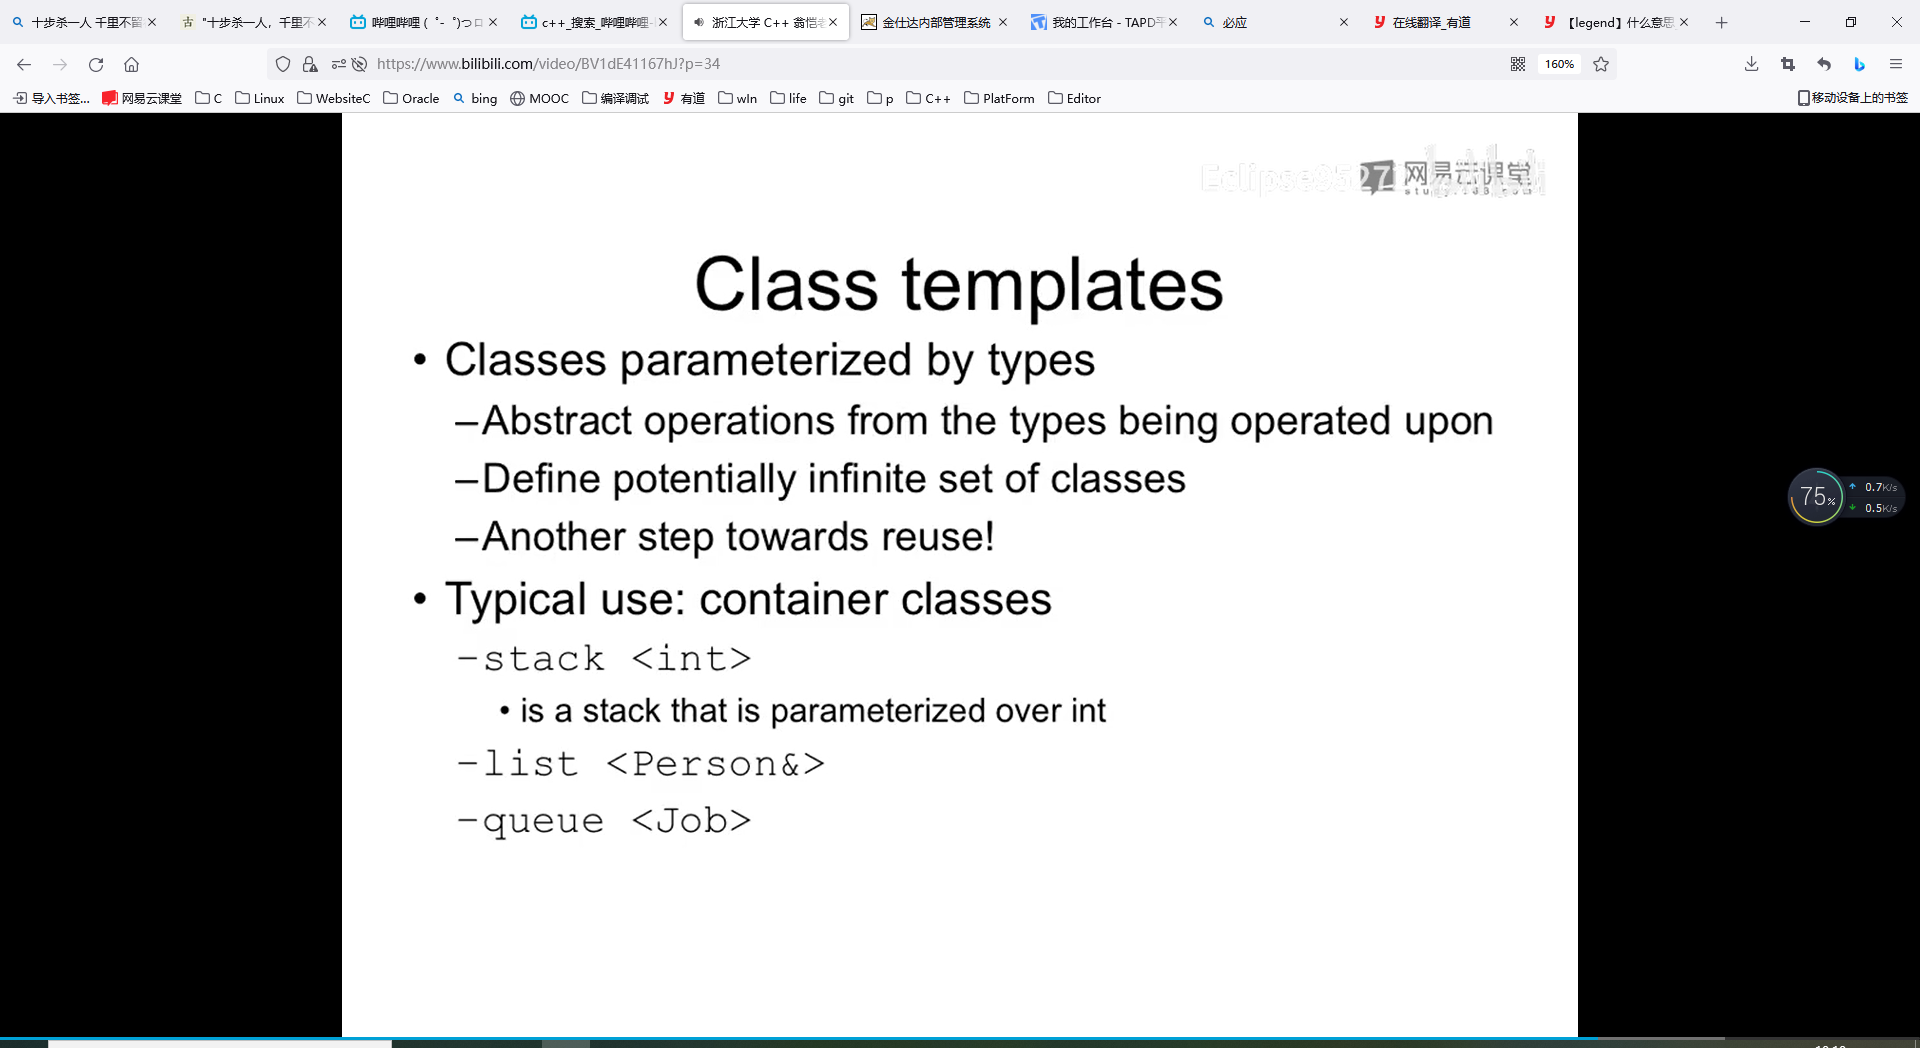 十步杀一人 千里不留
"十步杀一人，千里不
哔哩哔哩 (゜-゜)つロ
c++_搜索_哔哩哔哩-
浙江大学 C++ 翁恺
金仕达内部管理系统
我的工作台 - TAPD平
必应
在线翻译_有道
【legend】什么意思
https://www.bilibili.com/video/BV1dE41167hJ?p=34
160%
导入书签... 网易云课堂 C Linux WebsiteC Oracle bing MOOC 编译调试 有道 wln life git p C++ PlatForm Editor 移动设备上的书签
Eclipse9527 网易云课堂
study.163.com
Class templates
• Classes parameterized by types
–Abstract operations from the types being operated upon
–Define potentially infinite set of classes
–Another step towards reuse!
• Typical use: container classes
–stack <int>
• is a stack that is parameterized over int
–list <Person&>
–queue <Job>
75%
0.7K/s
0.5K/s